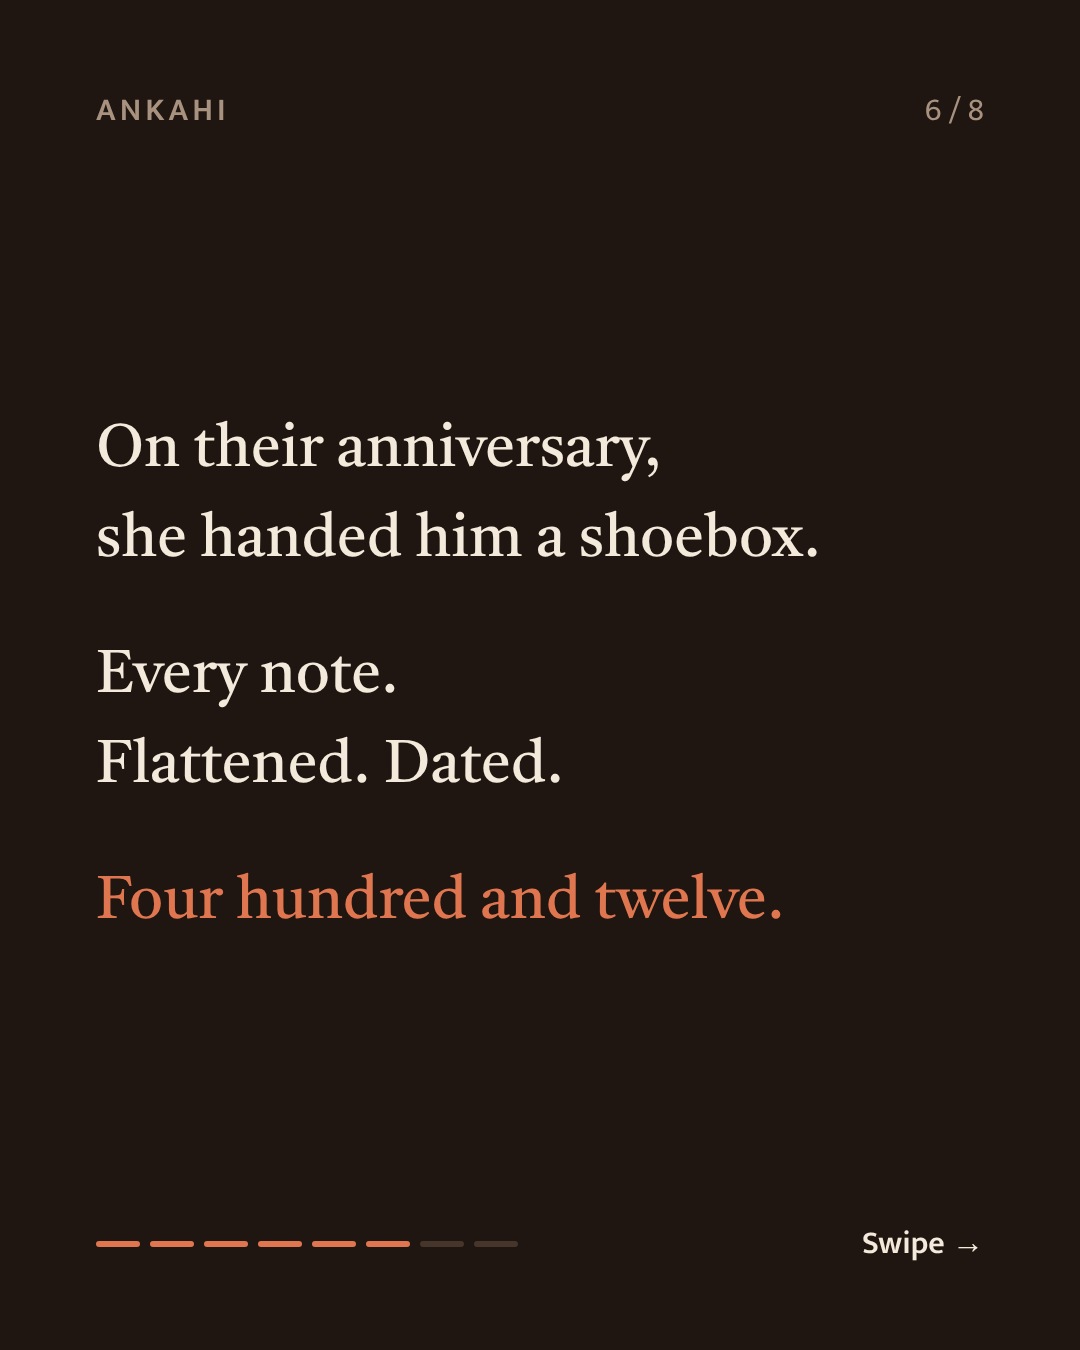 ANKAHI
6 / 8
On their anniversary,
she handed him a shoebox.
Every note.
Flattened. Dated.
Four hundred and twelve.
Swipe →